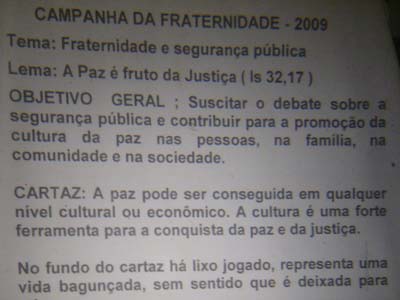 CAMPANHA DA FRATERNIDADE - 2009
Tema: Fraternidade e segurança pública
Lema: A Paz é fruto da Justiça ( Is 32,17 )
OBJETIVO GERAL ; Suscitar o debate sobre a
segurança pública e contribuir para a promoção da
cultura da paz nas pessoas, na família, na
comunidade e na sociedade.
CARTAZ: A paz pode ser conseguida em qualquer
nível cultural ou econômico. A cultura é uma forte
ferramenta para a conquista da paz e da justiça.
No fundo do cartaz há lixo jogado, representa uma
vida bagunçada, sem sentido que é deixada para